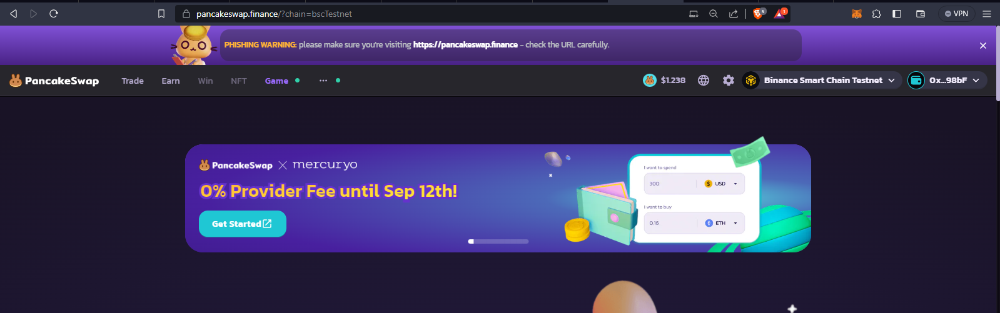 pancakeswap.finance/?chain=bscTestnet
5
1
VPN
PHISHING WARNING: please make sure you're visiting https://pancakeswap.finance - check the URL carefully.
PancakeSwap
Trade
Earn
Win
NFT
Game
$1.238
Binance Smart Chain Testnet
0x...98bF
PancakeSwap
mercuryo
0% Provider Fee until Sep 12th!
Get Started
I want to spend
300
USD
I want to buy
0.16
ETH